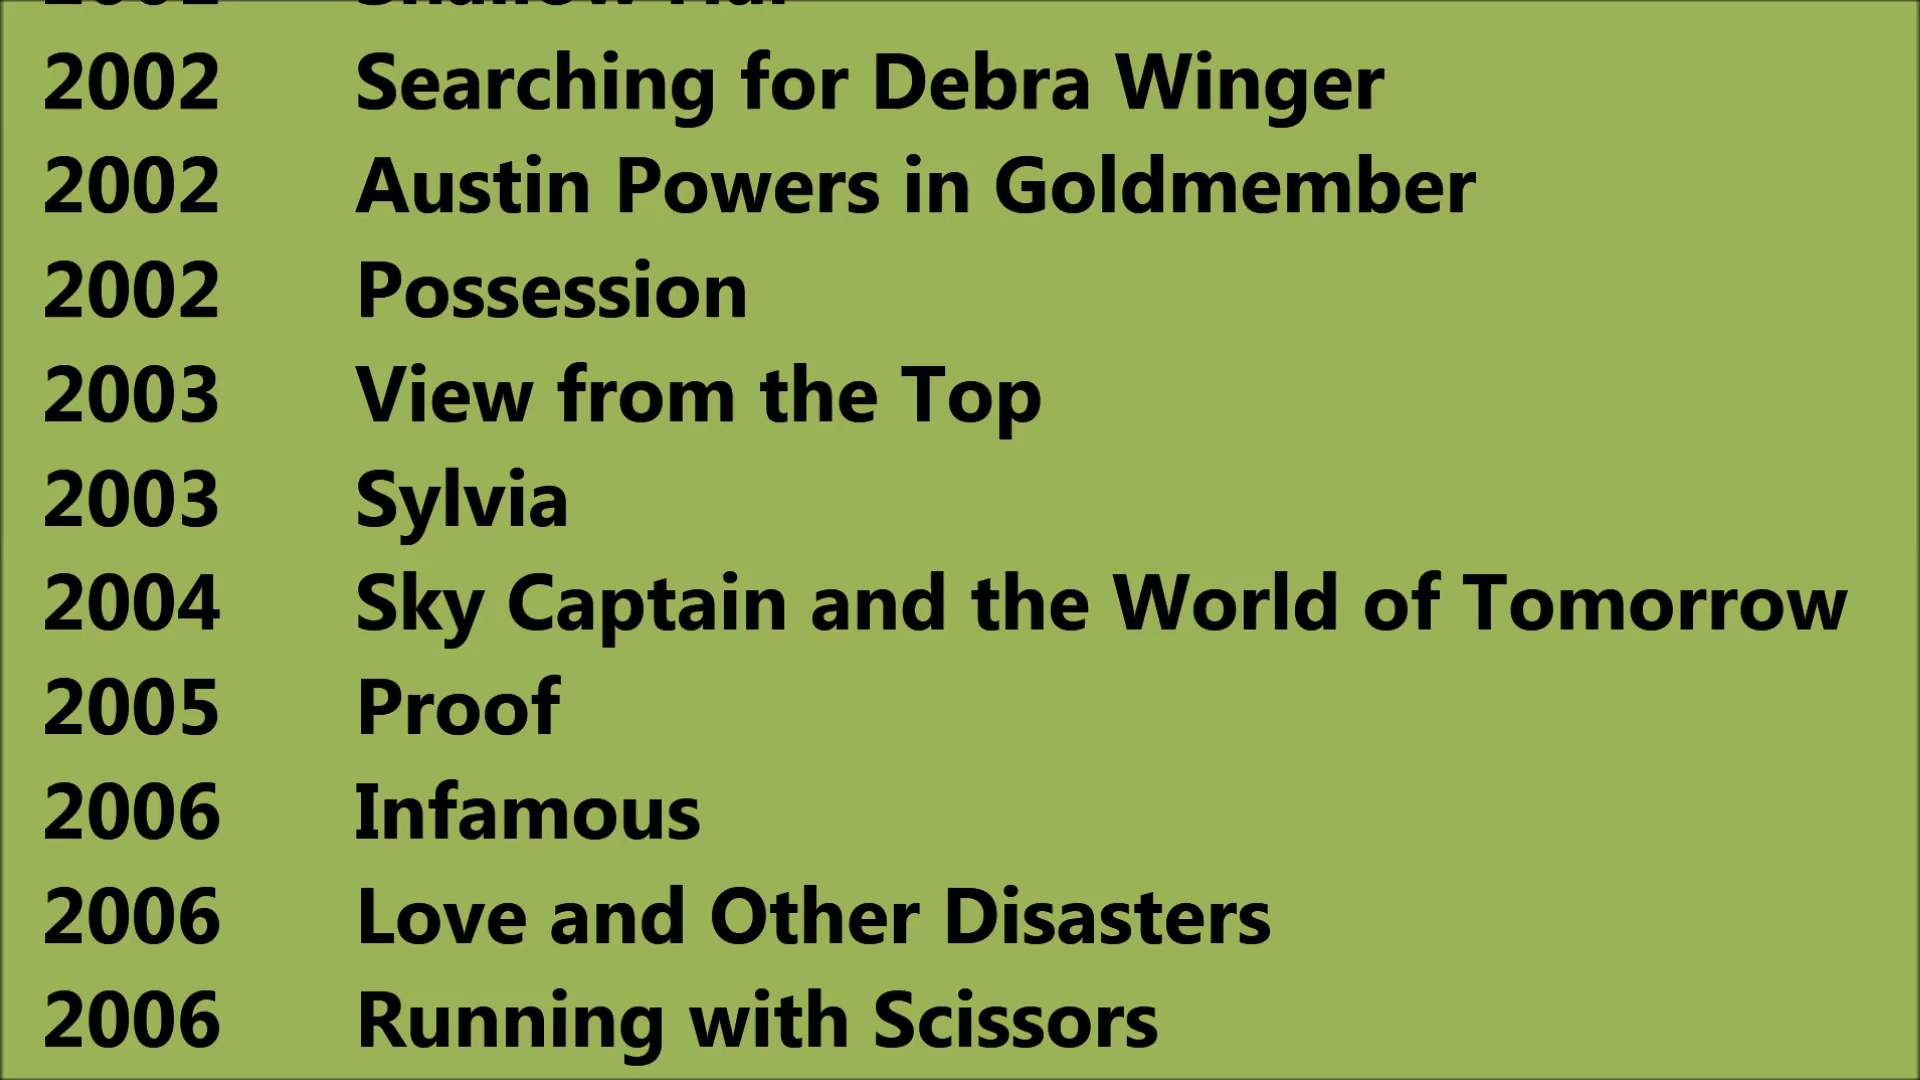 2002 Searching for Debra Winger
2002 Austin Powers in Goldmember
2002 Possession
2003 View from the Top
2003 Sylvia
2004 Sky Captain and the World of Tomorrow
2005 Proof
2006 Infamous
2006 Love and Other Disasters
2006 Running with Scissors